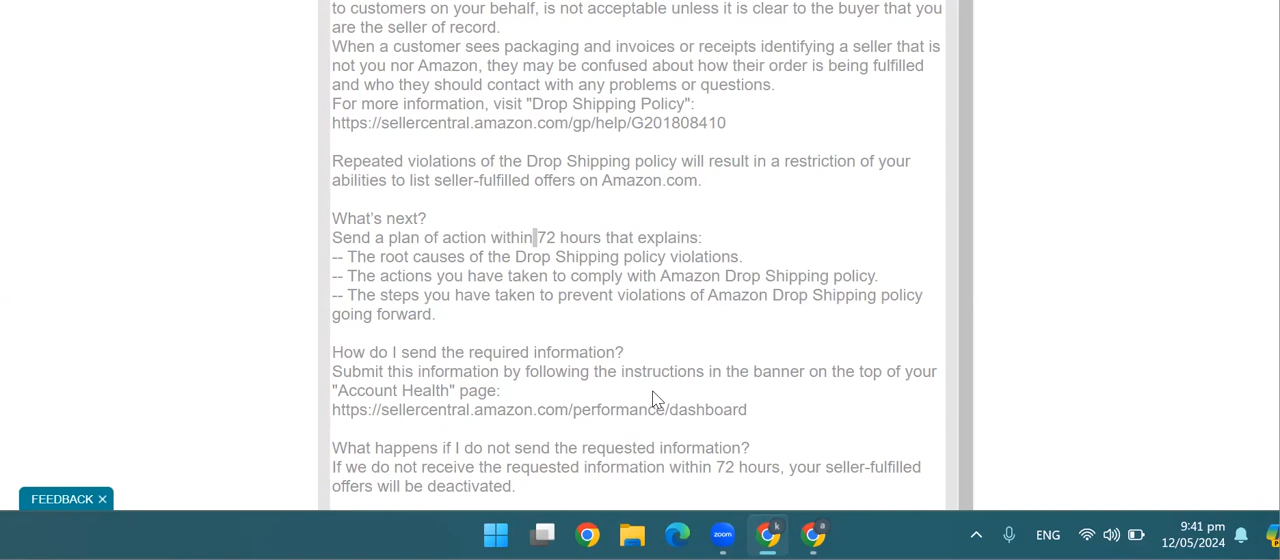 to customers on your behalf, is not acceptable unless it is clear to the buyer that you
are the seller of record.
When a customer sees packaging and invoices or receipts identifying a seller that is
not you nor Amazon, they may be confused about how their order is being fulfilled
and who they should contact with any problems or questions.
For more information, visit "Drop Shipping Policy":
https://sellercentral.amazon.com/gp/help/G201808410
Repeated violations of the Drop Shipping policy will result in a restriction of your
abilities to list seller-fulfilled offers on Amazon.com.
What's next?
Send a plan of action within 72 hours that explains:
-- The root causes of the Drop Shipping policy violations.
-- The actions you have taken to comply with Amazon Drop Shipping policy.
-- The steps you have taken to prevent violations of Amazon Drop Shipping policy
going forward.
How do I send the required information?
Submit this information by following the instructions in the banner on the top of your
"Account Health" page:
https://sellercentral.amazon.com/performance/dashboard
What happens if I do not send the requested information?
If we do not receive the requested information within 72 hours, your seller-fulfilled
offers will be deactivated.
FEEDBACK ×
zoom
k
a
ENG
9:41 pm
12/05/2024